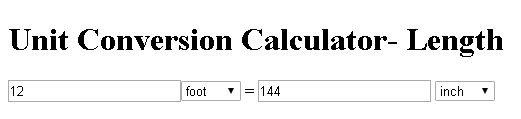 Unit Conversion Calculator- Length
12 foot = 144 inch